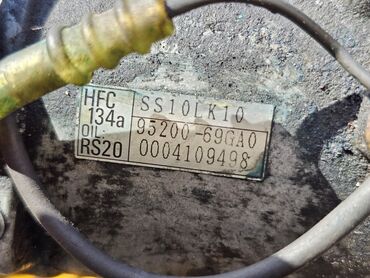 HFC
134a
OIL:
RS20
SS10LK10
95200-69GA0
0004109498